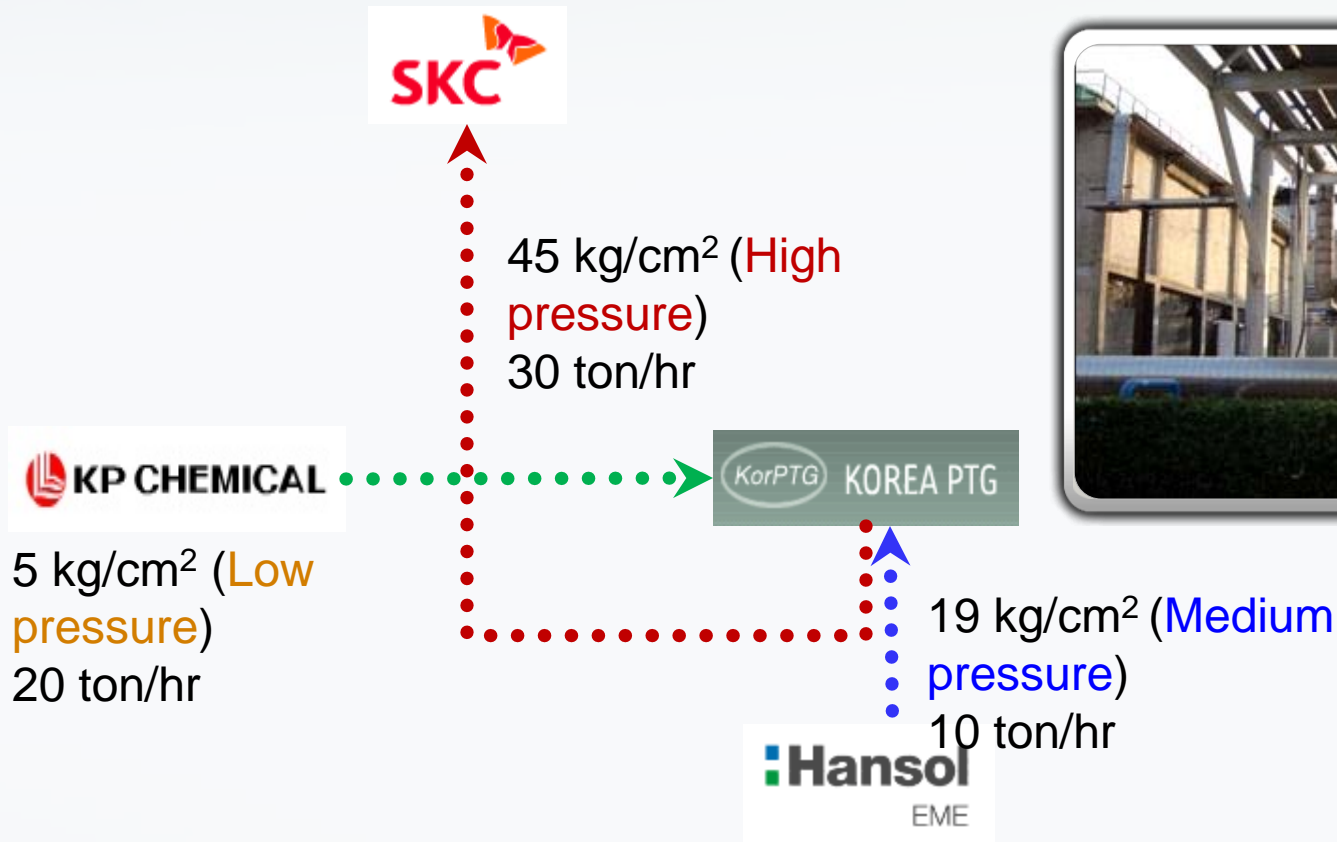 SKC
45 kg/cm² (High
pressure)
30 ton/hr
KP CHEMICAL
KorPTG KOREA PTG
5 kg/cm² (Low
pressure)
20 ton/hr
19 kg/cm² (Medium
pressure)
10 ton/hr
Hansol
EME